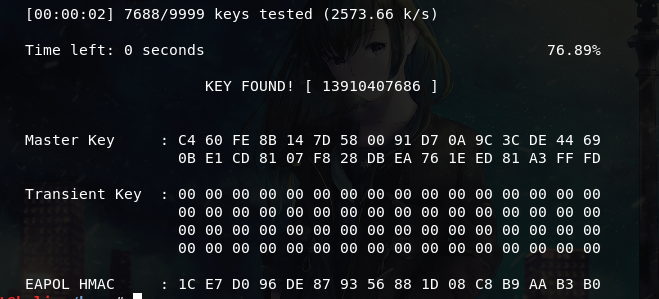 [00:00:02] 7688/9999 keys tested (2573.66 k/s)
Time left: 0 seconds 76.89%
KEY FOUND! [ 13910407686 ]
Master Key : C4 60 FE 8B 14 7D 58 00 91 D7 0A 9C 3C DE 44 69
0B E1 CD 81 07 F8 28 DB EA 76 1E ED 81 A3 FF FD
Transient Key : 00 00 00 00 00 00 00 00 00 00 00 00 00 00 00 00
00 00 00 00 00 00 00 00 00 00 00 00 00 00 00 00
00 00 00 00 00 00 00 00 00 00 00 00 00 00 00 00
00 00 00 00 00 00 00 00 00 00 00 00 00 00 00 00
EAPOL HMAC : 1C E7 D0 96 DE 87 93 56 88 1D 08 C8 B9 AA B3 B0